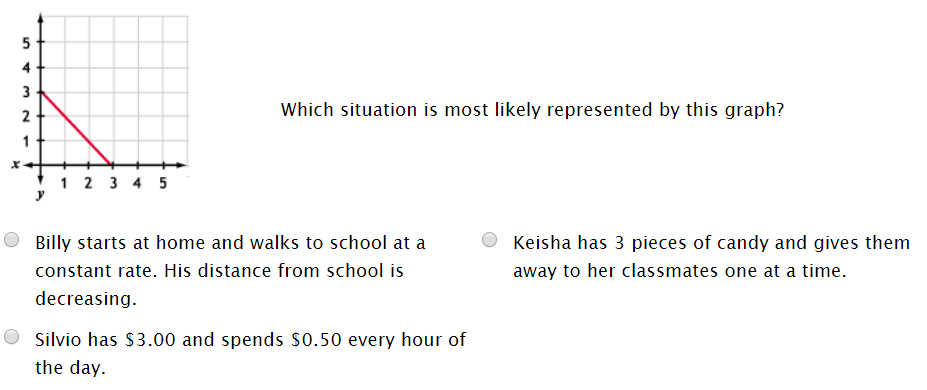 5
4
3
2
1
x
1 2 3 4 5
y
Which situation is most likely represented by this graph?
Billy starts at home and walks to school at a
constant rate. His distance from school is
decreasing.
Keisha has 3 pieces of candy and gives them
away to her classmates one at a time.
Silvio has $3.00 and spends $0.50 every hour of
the day.